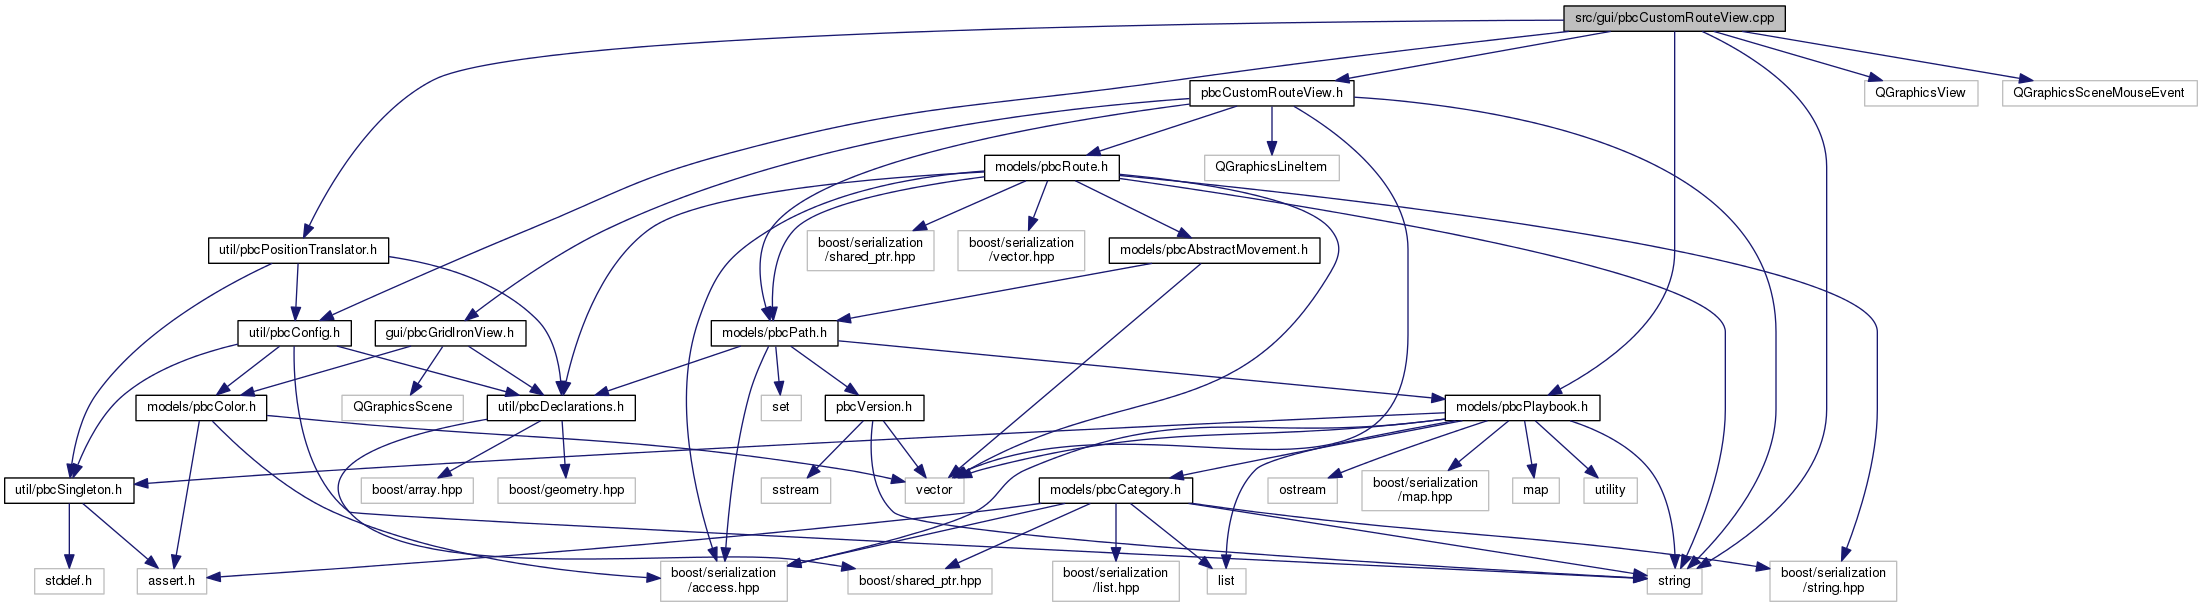 src/gui/pbcCustomRouteView.cpp
pbcCustomRouteView.h
QGraphicsView
QGraphicsSceneMouseEvent
models/pbcRoute.h
QGraphicsLineItem
util/pbcPositionTranslator.h
boost/serialization
/shared_ptr.hpp
boost/serialization
/vector.hpp
models/pbcAbstractMovement.h
util/pbcConfig.h
gui/pbcGridIronView.h
models/pbcPath.h
models/pbcColor.h
QGraphicsScene
util/pbcDeclarations.h
set
pbcVersion.h
models/pbcPlaybook.h
util/pbcSingleton.h
boost/array.hpp
boost/geometry.hpp
sstream
vector
models/pbcCategory.h
ostream
boost/serialization
/map.hpp
map
utility
stddef.h
assert.h
boost/serialization
/access.hpp
boost/shared_ptr.hpp
boost/serialization
/list.hpp
list
string
boost/serialization
/string.hpp